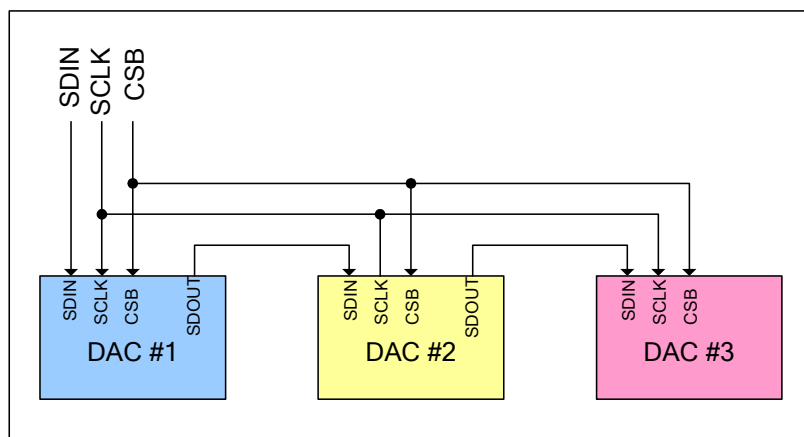 SDIN
SCLK
CSB
SDIN
SCLK
CSB
SDOUT
DAC #1
SDIN
SCLK
CSB
SDOUT
DAC #2
SDIN
SCLK
CSB
DAC #3